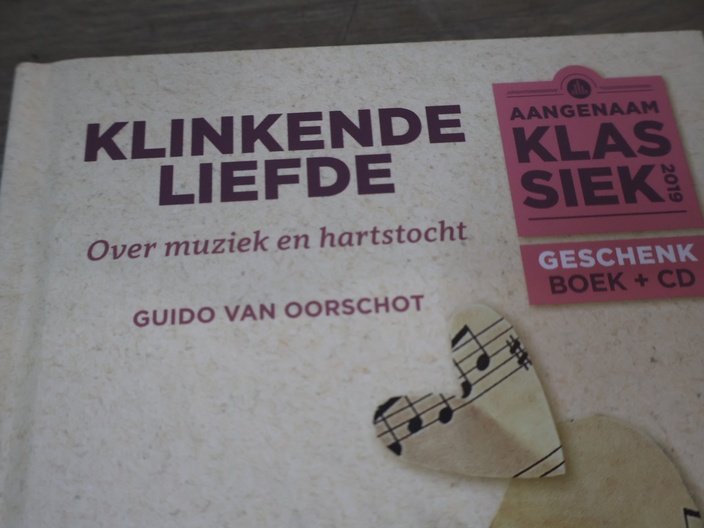 KLINKENDE
LIEFDE
Over muziek en hartstocht
GUIDO VAN OORSCHOT
AANGENAAM
KLAS
SIEK
2019
GESCHENK
BOEK + CD